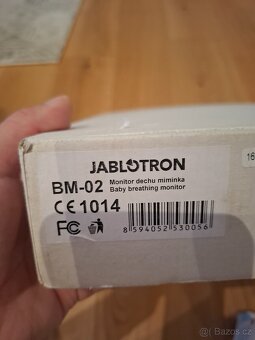 JABLOTRON
BM-02 Monitor dechu miminka
Baby breathing monitor
CE 1014
FC
8 594052 530056
16
Bazos.cz